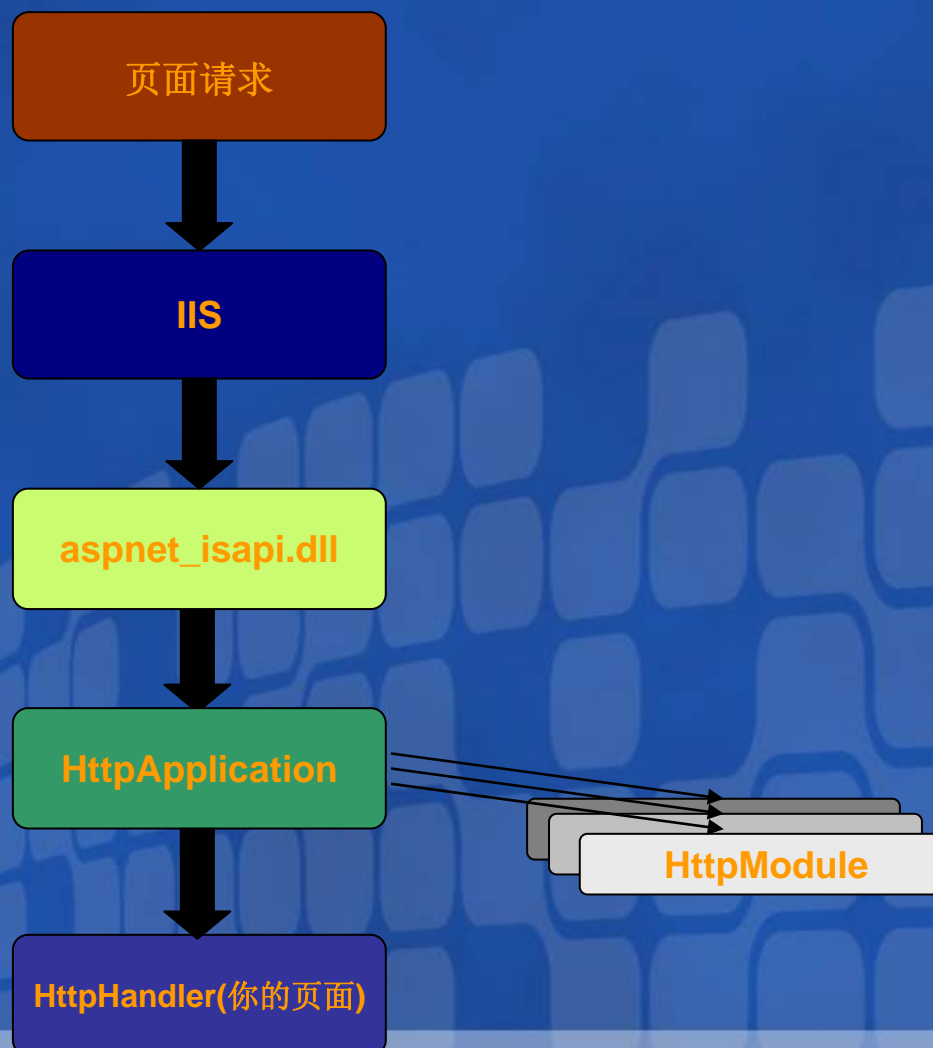 页面请求
IIS
aspnet_isapi.dll
HttpApplication
HttpModule
HttpHandler(你的页面)